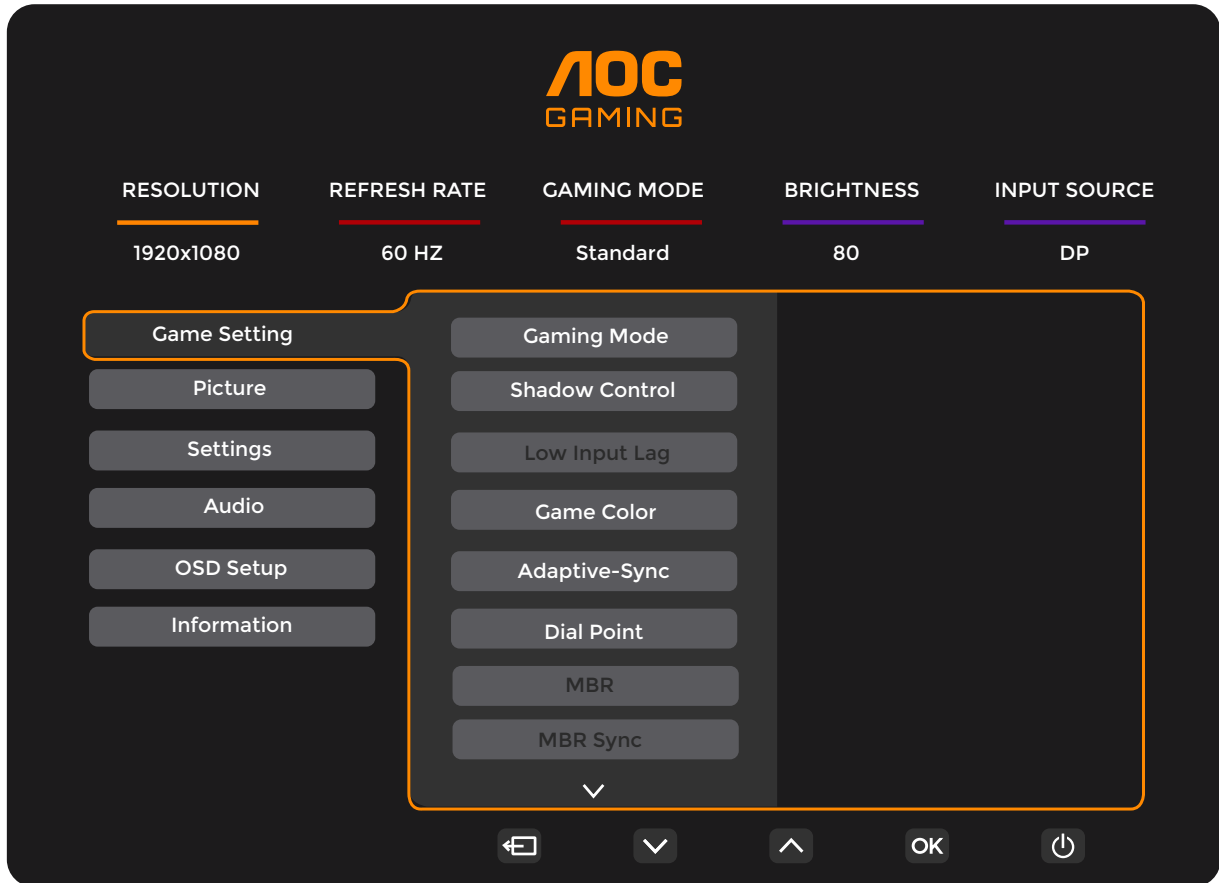 AOC
GAMING
RESOLUTION REFRESH RATE GAMING MODE BRIGHTNESS INPUT SOURCE
1920x1080 60 HZ Standard 80 DP
Game Setting
Picture
Settings
Audio
OSD Setup
Information
Gaming Mode
Shadow Control
Low Input Lag
Game Color
Adaptive-Sync
Dial Point
MBR
MBR Sync
OK